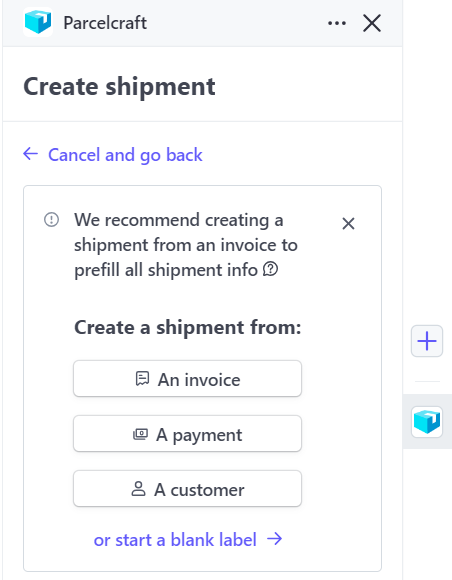 Parcelcraft
Create shipment
Cancel and go back
We recommend creating a
shipment from an invoice to
prefill all shipment info
Create a shipment from:
An invoice
A payment
A customer
or start a blank label